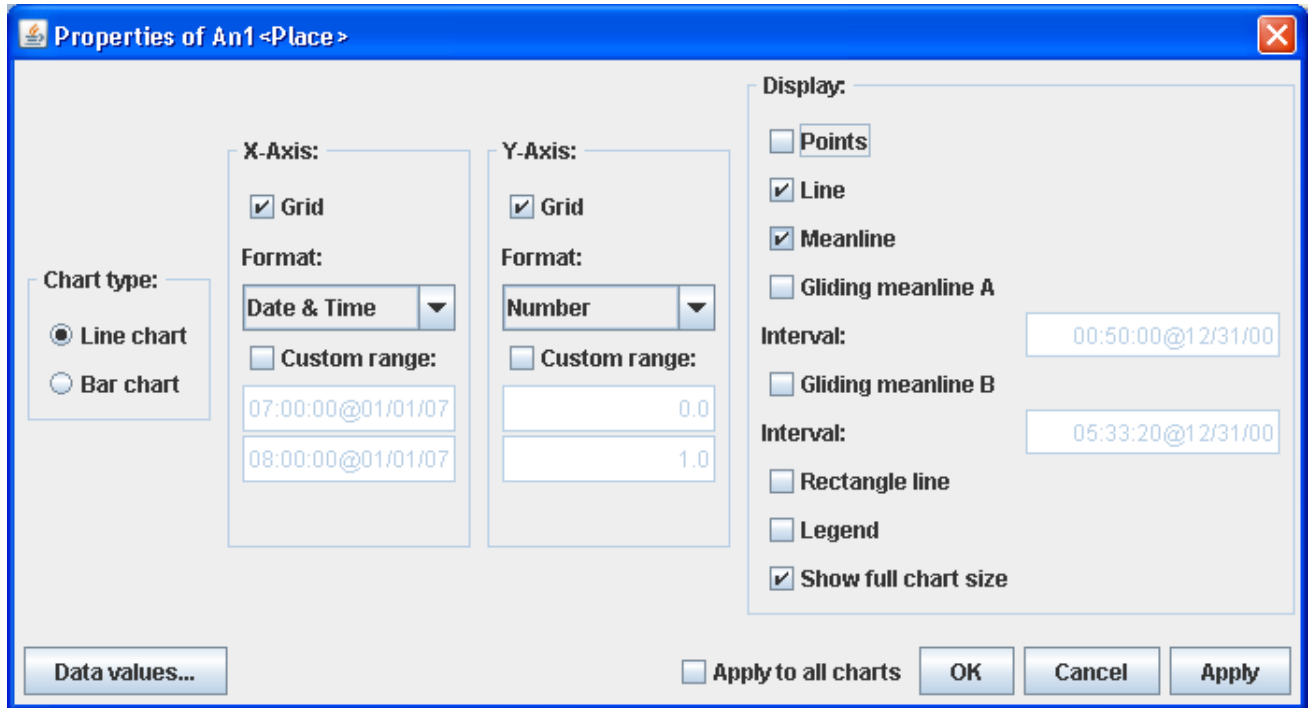 Properties of An1<Place>
Chart type:
Line chart
Bar chart
X-Axis:
Grid
Format:
Date & Time
Custom range:
07:00:00@01/01/07
08:00:00@01/01/07
Y-Axis:
Grid
Format:
Number
Custom range:
0.0
1.0
Display:
Points
Line
Meanline
Gliding meanline A
Interval: 00:50:00@12/31/00
Gliding meanline B
Interval: 05:33:20@12/31/00
Rectangle line
Legend
Show full chart size
Data values... Apply to all charts OK Cancel Apply